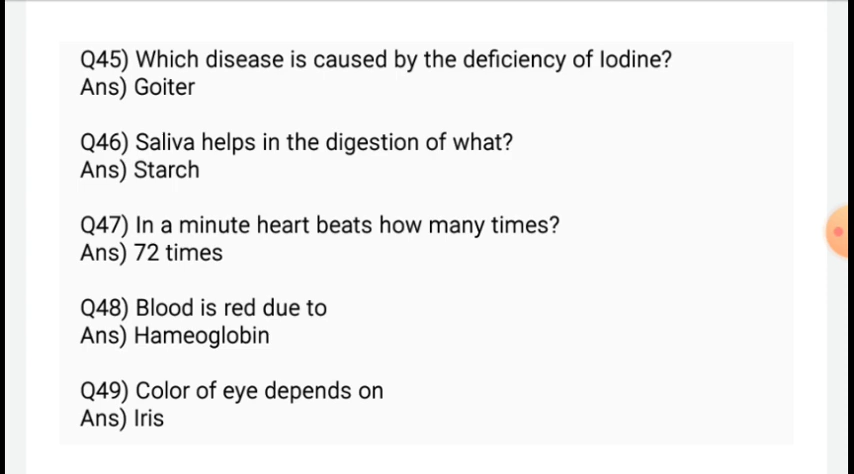 Q45) Which disease is caused by the deficiency of Iodine?
Ans) Goiter
Q46) Saliva helps in the digestion of what?
Ans) Starch
Q47) In a minute heart beats how many times?
Ans) 72 times
Q48) Blood is red due to
Ans) Hameoglobin
Q49) Color of eye depends on
Ans) Iris